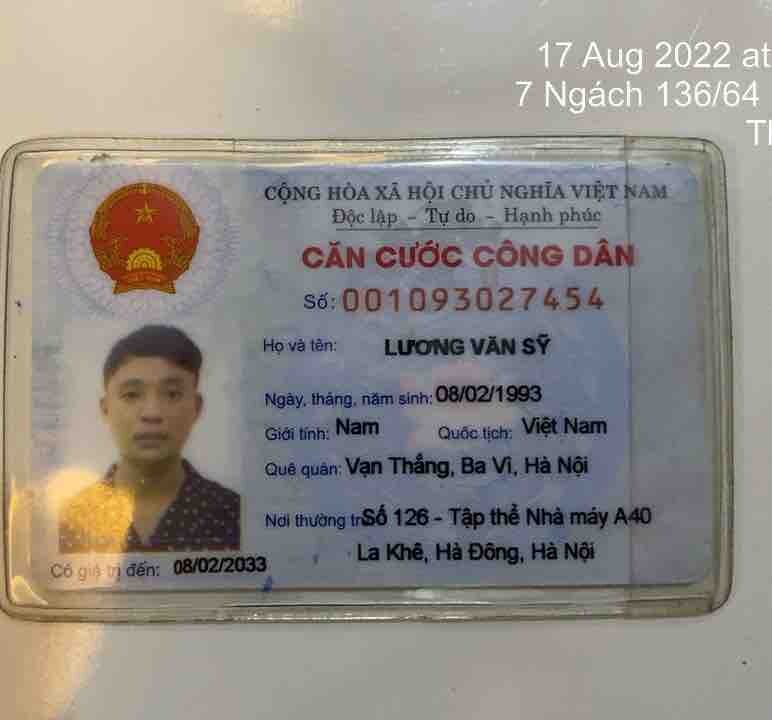 17 Aug 2022 at
7 Ngách 136/64
CỘNG HÒA XÃ HỘI CHỦ NGHĨA VIỆT NAM
Độc lập - Tự do - Hạnh phúc
CĂN CƯỚC CÔNG DÂN
Số: 001093027454
Họ và tên: LƯƠNG VĂN SỸ
Ngày, tháng, năm sinh: 08/02/1993
Giới tính: Nam Quốc tịch: Việt Nam
Quê quán: Vạn Thắng, Ba Vì, Hà Nội
Nơi thường tr Số 126 - Tập thể Nhà máy A40
La Khê, Hà Đông, Hà Nội
Có giá trị đến: 08/02/2033